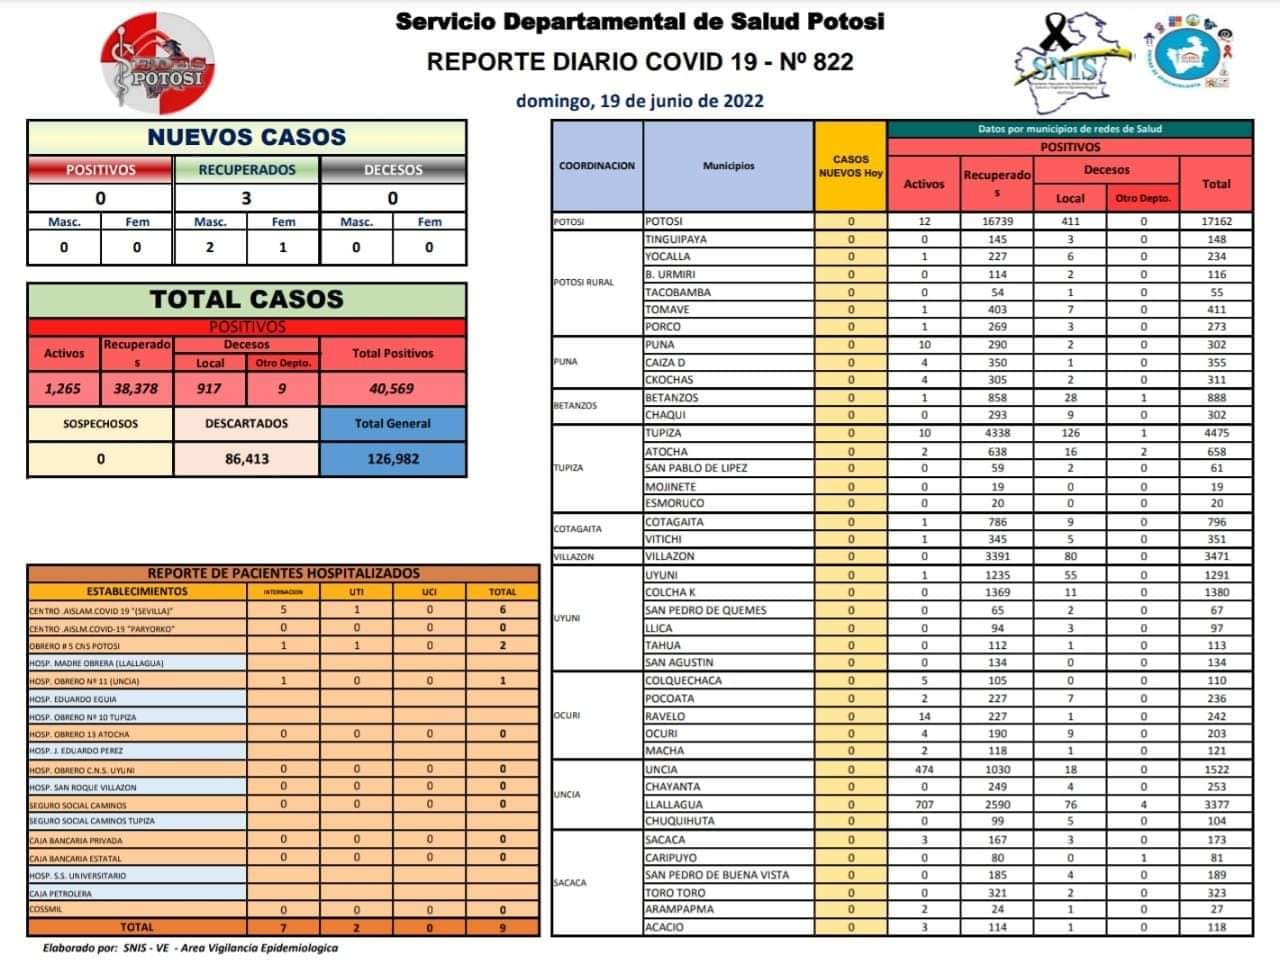 Servicio Departamental de Salud Potosi
REPORTE DIARIO COVID 19 - Nº 822
domingo, 19 de junio de 2022
SEDES
POTOSI
SNIS
NUEVOS CASOS
POSITIVOS RECUPERADOS DECESOS
0 3 0
Masc. Fem Masc. Fem Masc. Fem
0 0 2 1 0 0
TOTAL CASOS
POSITIVOS
Activos Recuperados Decesos Total Positivos
Local Otro Depto.
1,265 38,378 917 9 40,569
SOSPECHOSOS DESCARTADOS Total General
0 86,413 126,982
REPORTE DE PACIENTES HOSPITALIZADOS
ESTABLECIMIENTOS INTERNACION UTI UCI TOTAL
CENTRO .AISLAM.COVID 19 "(SEVILLA)" 5 1 0 6
CENTRO .AISLM.COVID-19 "PARYORKO" 0 0 0 0
OBRERO # 5 CNS POTOSI 1 1 0 2
HOSP. MADRE OBRERA (LLALLAGUA)
HOSP. OBRERO Nº 11 (UNCIA) 1 0 0 1
HOSP. EDUARDO EGUIA
HOSP. OBRERO Nº 10 TUPIZA
HOSP. OBRERO 13 ATOCHA 0 0 0 0
HOSP. J. EDUARDO PEREZ
HOSP. OBRERO C.N.S. UYUNI 0 0 0 0
HOSP. SAN ROQUE VILLAZON 0 0 0 0
SEGURO SOCIAL CAMINOS 0 0 0 0
SEGURO SOCIAL CAMINOS TUPIZA
CAJA BANCARIA PRIVADA 0 0 0 0
CAJA BANCARIA ESTATAL 0 0 0 0
HOSP. S.S. UNIVERSITARIO
CAJA PETROLERA
COSSMIL 0 0 0 0
TOTAL 7 2 0 9
Elaborado por: SNIS - VE - Area Vigilancia Epidemiologica
COORDINACION Municipios CASOS NUEVOS Hoy Datos por municipios de redes de Salud
POSITIVOS
Activos Recuperados Decesos Total
Local Otro Depto.
POTOSI POTOSI 0 12 16739 411 0 17162
POTOSI RURAL TINGUIPAYA 0 0 145 3 0 148
YOCALLA 0 1 227 6 0 234
B. URMIRI 0 0 114 2 0 116
TACOBAMBA 0 0 54 1 0 55
TOMAVE 0 1 403 7 0 411
PORCO 0 1 269 3 0 273
PUNA PUNA 0 10 290 2 0 302
CAIZA D 0 4 350 1 0 355
CKOCHAS 0 4 305 2 0 311
BETANZOS BETANZOS 0 1 858 28 1 888
CHAQUI 0 0 293 9 0 302
TUPIZA TUPIZA 0 10 4338 126 1 4475
ATOCHA 0 2 638 16 2 658
SAN PABLO DE LIPEZ 0 0 59 2 0 61
MOJINETE 0 0 19 0 0 19
ESMORUCO 0 0 20 0 0 20
COTAGAITA COTAGAITA 0 1 786 9 0 796
VITICHI 0 1 345 5 0 351
VILLAZON VILLAZON 0 0 3391 80 0 3471
UYUNI UYUNI 0 1 1235 55 0 1291
COLCHA K 0 0 1369 11 0 1380
SAN PEDRO DE QUEMES 0 0 65 2 0 67
LLICA 0 0 94 3 0 97
TAHUA 0 0 112 1 0 113
SAN AGUSTIN 0 0 134 0 0 134
OCURI COLQUECHACA 0 5 105 0 0 110
POCOATA 0 2 227 7 0 236
RAVELO 0 14 227 1 0 242
OCURI 0 4 190 9 0 203
MACHA 0 2 118 1 0 121
UNCIA UNCIA 0 474 1030 18 0 1522
CHAYANTA 0 0 249 4 0 253
LLALLAGUA 0 707 2590 76 4 3377
CHUQUIHUTA 0 0 99 5 0 104
SACACA SACACA 0 3 167 3 0 173
CARIPUYO 0 0 80 0 1 81
SAN PEDRO DE BUENA VISTA 0 0 185 4 0 189
TORO TORO 0 0 321 2 0 323
ARAMPAPMA 0 2 24 1 0 27
ACACIO 0 3 114 1 0 118